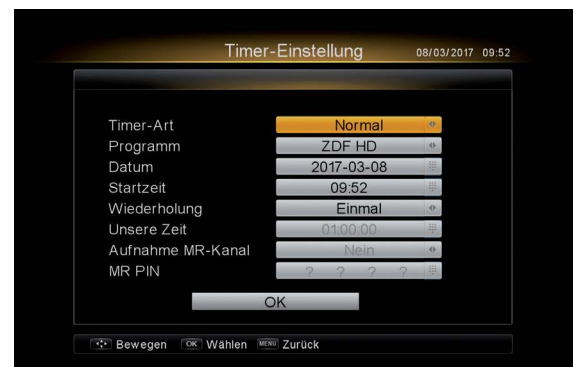 Timer-Einstellung 08/03/2017 09:52
Timer-Art Normal
Programm ZDF HD
Datum 2017-03-08
Startzeit 09:52
Wiederholung Einmal
Unsere Zeit 01:00:00
Aufnahme MR-Kanal Nein
MR PIN ? ? ? ?
OK
Bewegen OK Wählen MENU Zurück